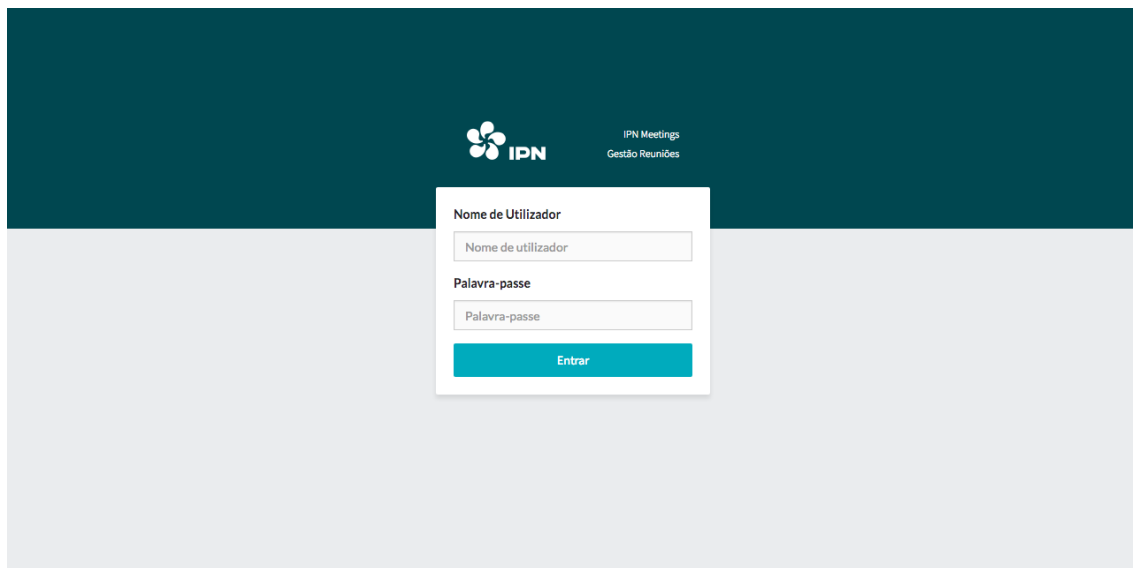 IPN
IPN Meetings
Gestão Reuniões
Nome de Utilizador
Nome de utilizador
Palavra-passe
Palavra-passe
Entrar